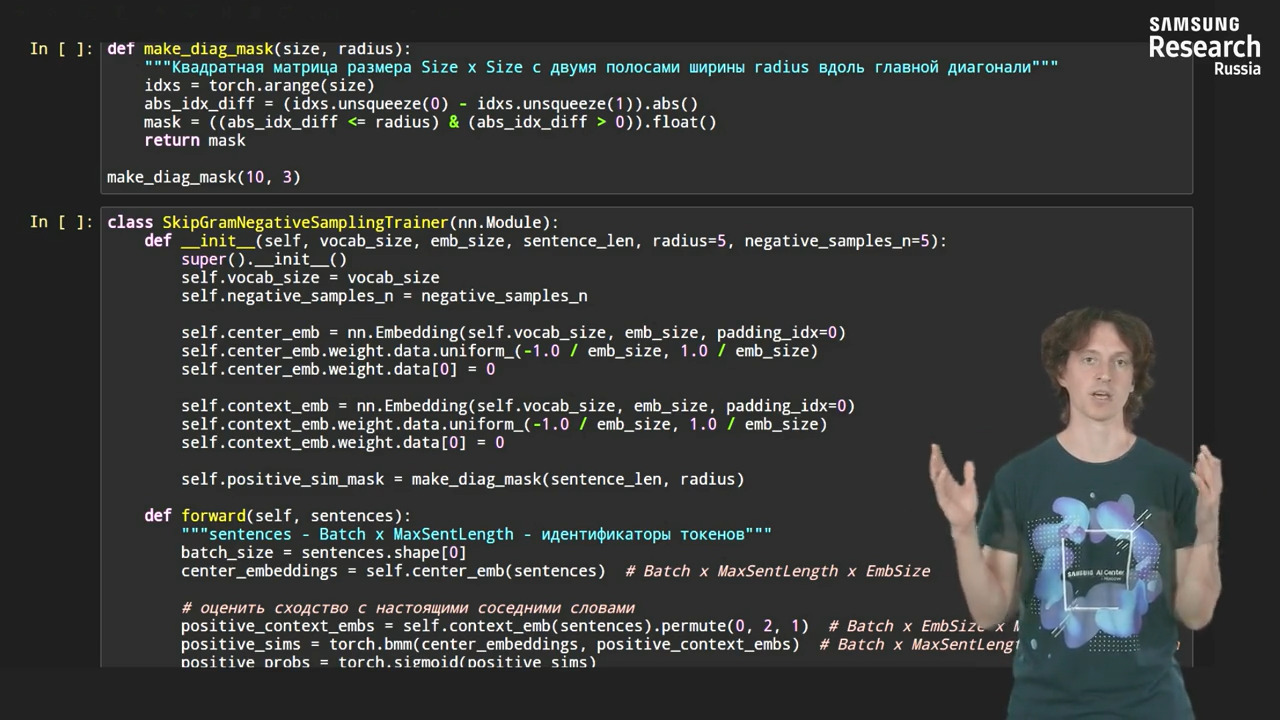 SAMSUNG
Research
Russia
In [ ]: def make_diag_mask(size, radius):
"""Квадратная матрица размера Size x Size с двумя полосами ширины radius вдоль главной диагонали"""
idxs = torch.arange(size)
abs_idx_diff = (idxs.unsqueeze(0) - idxs.unsqueeze(1)).abs()
mask = ((abs_idx_diff <= radius) & (abs_idx_diff > 0)).float()
return mask
make_diag_mask(10, 3)
In [ ]: class SkipGramNegativeSamplingTrainer(nn.Module):
def __init__(self, vocab_size, emb_size, sentence_len, radius=5, negative_samples_n=5):
super().__init__()
self.vocab_size = vocab_size
self.negative_samples_n = negative_samples_n
self.center_emb = nn.Embedding(self.vocab_size, emb_size, padding_idx=0)
self.center_emb.weight.data.uniform_(-1.0 / emb_size, 1.0 / emb_size)
self.center_emb.weight.data[0] = 0
self.context_emb = nn.Embedding(self.vocab_size, emb_size, padding_idx=0)
self.context_emb.weight.data.uniform_(-1.0 / emb_size, 1.0 / emb_size)
self.context_emb.weight.data[0] = 0
self.positive_sim_mask = make_diag_mask(sentence_len, radius)
def forward(self, sentences):
"""sentences - Batch x MaxSentLength - идентификаторы токенов"""
batch_size = sentences.shape[0]
center_embeddings = self.center_emb(sentences)  # Batch x MaxSentLength x EmbSize
# оценить сходство с настоящими соседними словами
positive_context_embs = self.context_emb(sentences).permute(0, 2, 1)  # Batch x EmbSize x
positive_sims = torch.bmm(center_embeddings, positive_context_embs)  # Batch x
positive_probs = torch.sigmoid(positive_sims)
SAMSUNG AI Center